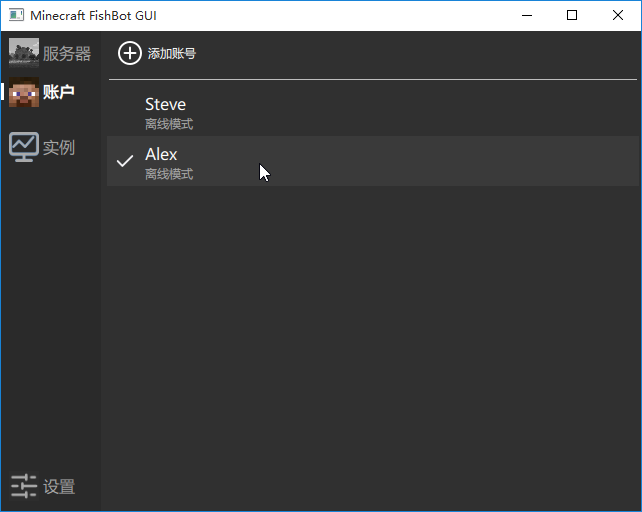 Minecraft FishBot GUI
服务器
账户
实例
设置
添加账号
Steve
离线模式
Alex
离线模式